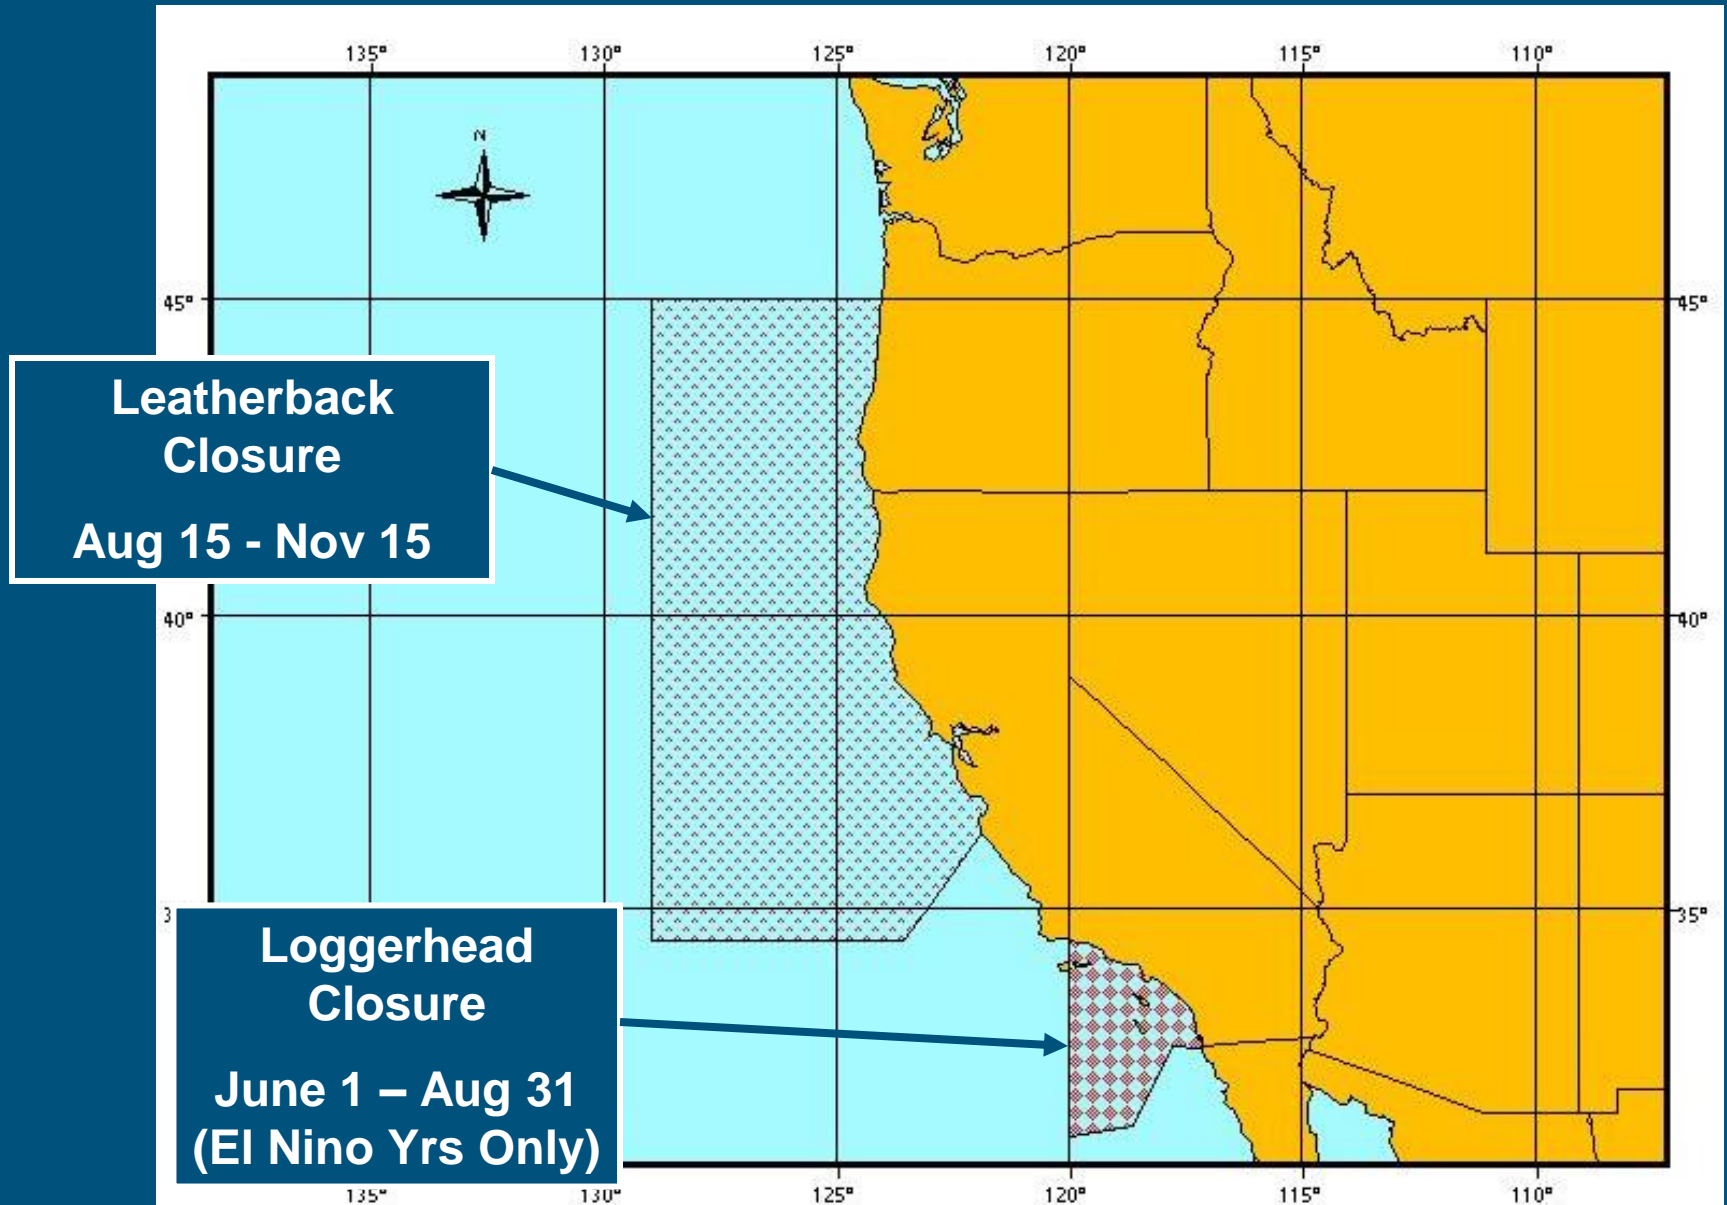 135° 130° 125° 120° 115° 110°
N
45° 45°
Leatherback
Closure
Aug 15 - Nov 15
40° 40°
3 35°
Loggerhead
Closure
June 1 – Aug 31
(El Nino Yrs Only)
135° 130° 125° 120° 115° 110°